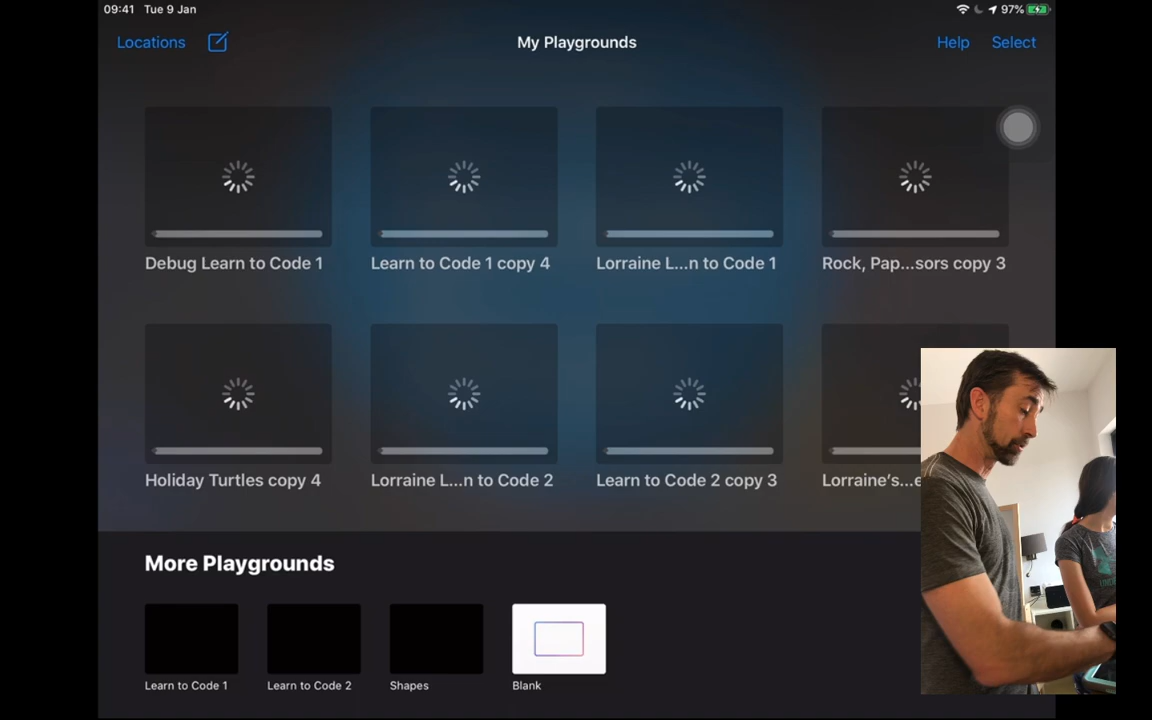 09:41 Tue 9 Jan 97%
Locations My Playgrounds Help Select
Debug Learn to Code 1 Learn to Code 1 copy 4 Lorraine L...n to Code 1 Rock, Pap...sors copy 3
Holiday Turtles copy 4 Lorraine L...n to Code 2 Learn to Code 2 copy 3 Lorraine's...e
More Playgrounds
Learn to Code 1 Learn to Code 2 Shapes Blank